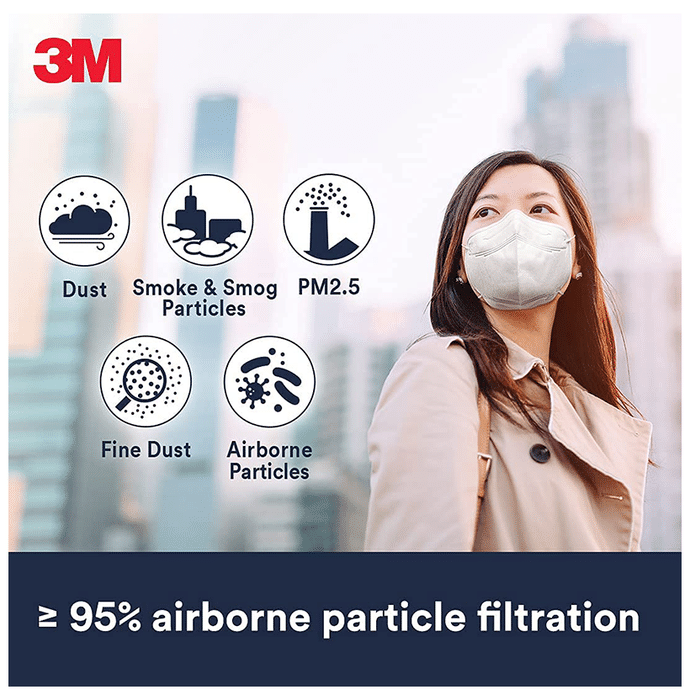 3M
Dust
Smoke & Smog
Particles
PM2.5
Fine Dust
Airborne
Particles
≥ 95% airborne particle filtration